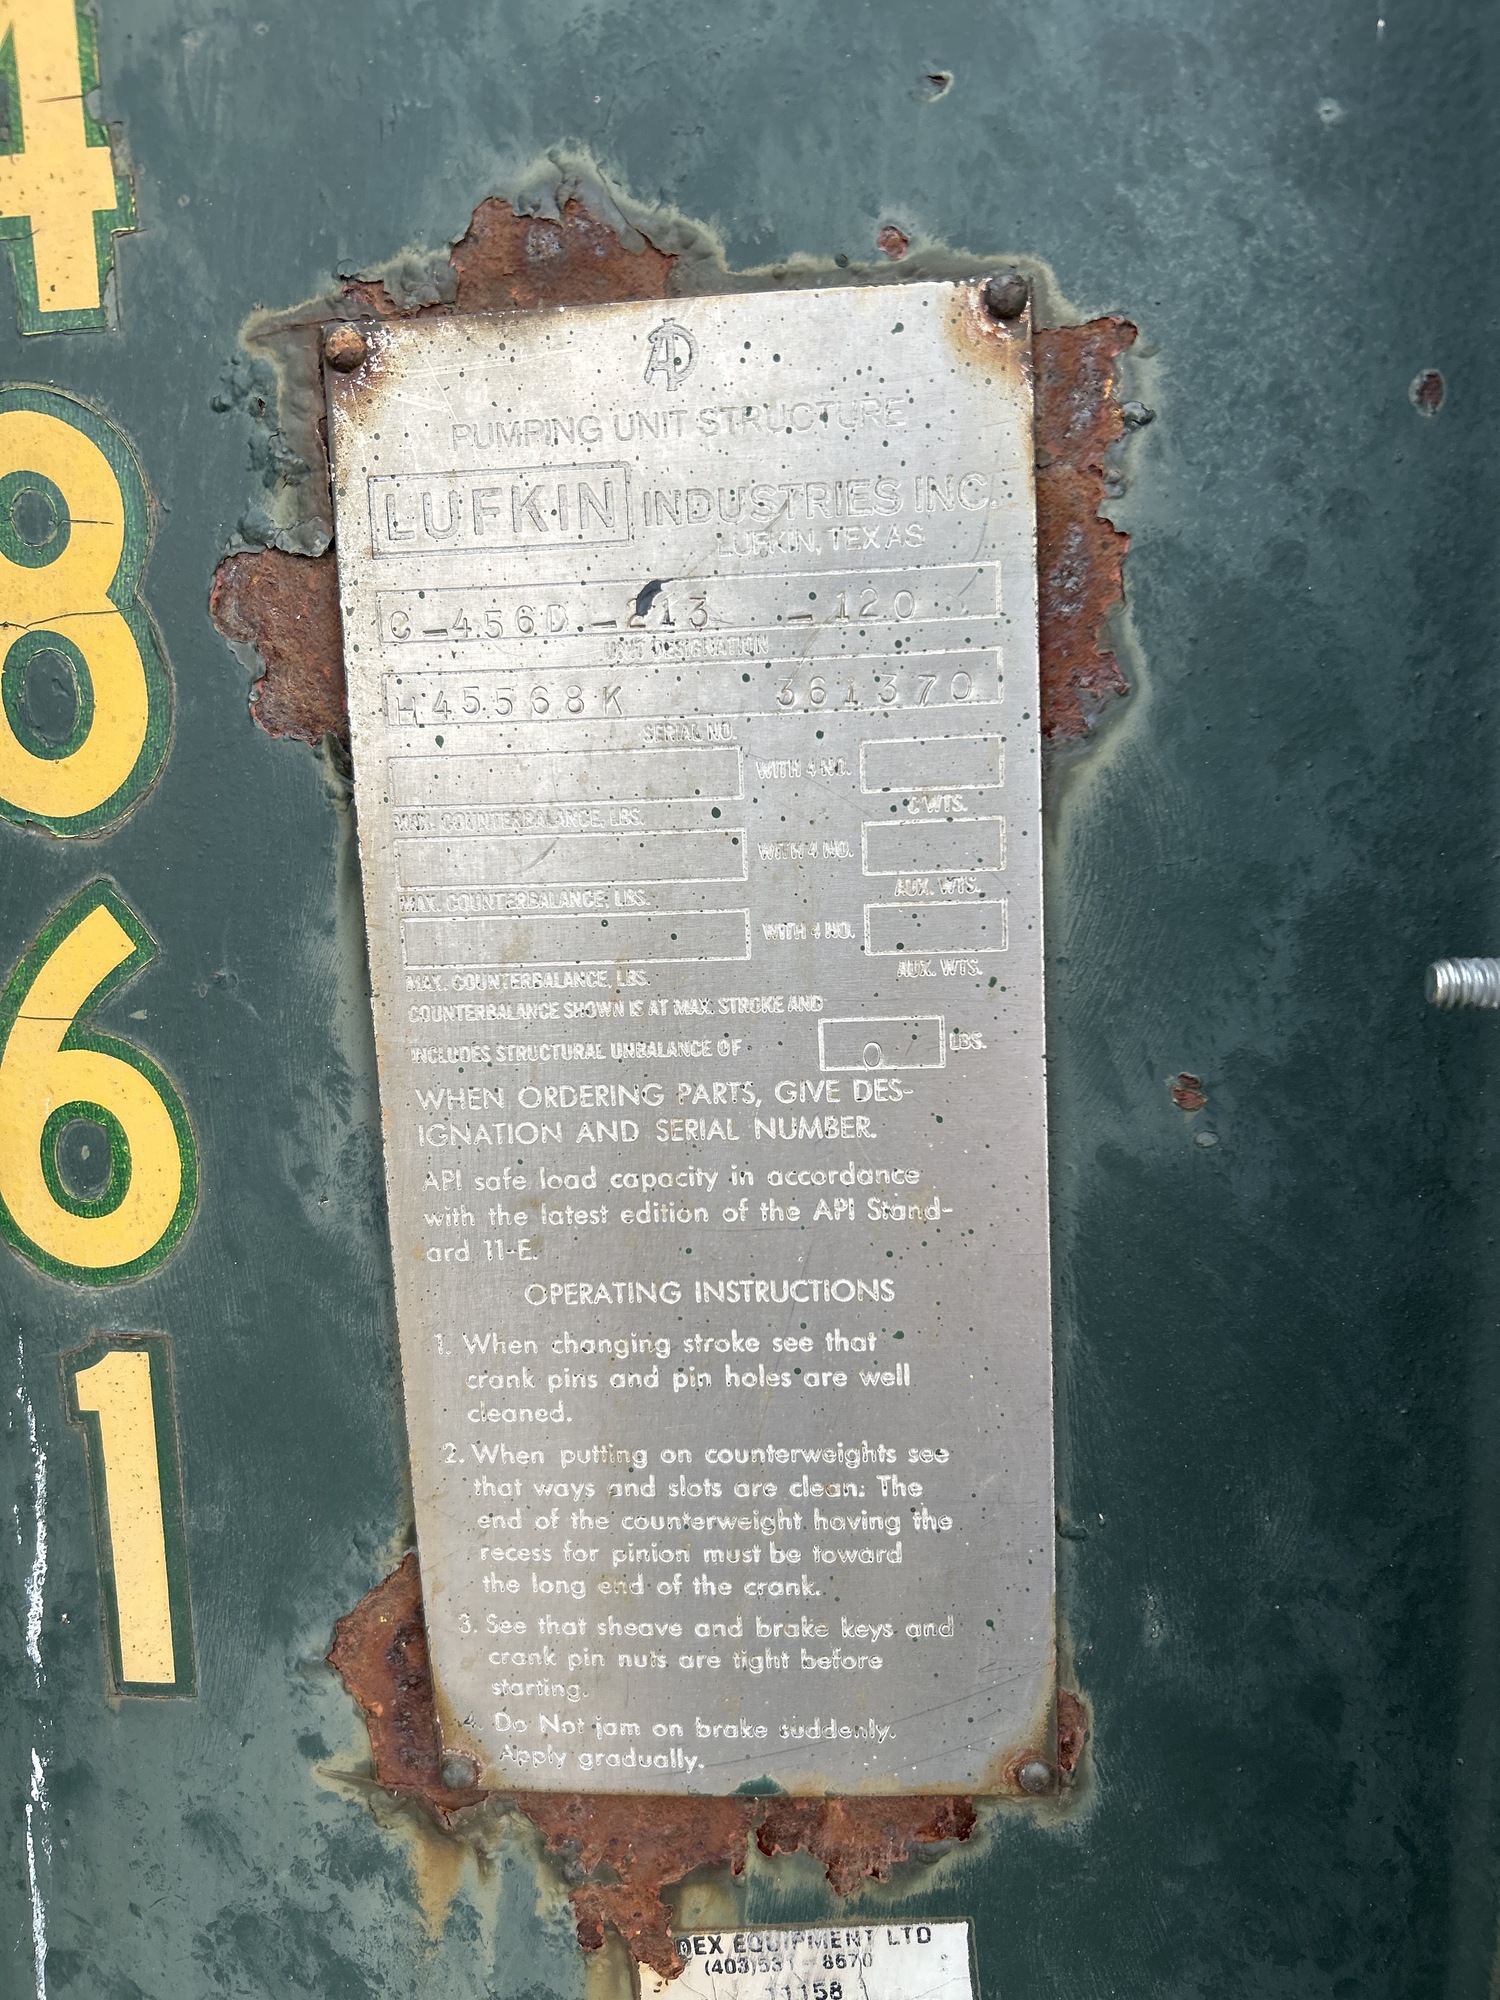 4
8
6
1
API
PUMPING UNIT STRUCTURE
LUFKIN INDUSTRIES INC.
LUFKIN, TEXAS
C-456D-213-120
UNIT DESIGNATION
H45568K 361370
SERIAL NO.
WITH 4 NO.
MAX. COUNTERBALANCE, LBS. C'WTS.
WITH 4 NO.
MAX. COUNTERBALANCE, LBS. AUX. WTS.
WITH 4 NO.
MAX. COUNTERBALANCE, LBS. AUX. WTS.
COUNTERBALANCE SHOWN IS AT MAX. STROKE AND
INCLUDES STRUCTURAL UNBALANCE OF 0 LBS.
WHEN ORDERING PARTS, GIVE DES-
IGNATION AND SERIAL NUMBER.
API safe load capacity in accordance
with the latest edition of the API Stand-
ard 11-E.
OPERATING INSTRUCTIONS
1. When changing stroke see that
crank pins and pin holes are well
cleaned.
2. When putting on counterweights see
that ways and slots are clean. The
end of the counterweight having the
recess for pinion must be toward
the long end of the crank.
3. See that sheave and brake keys and
crank pin nuts are tight before
starting.
4. Do Not jam on brake suddenly.
Apply gradually.
DEX EQUIPMENT LTD
8670
11158